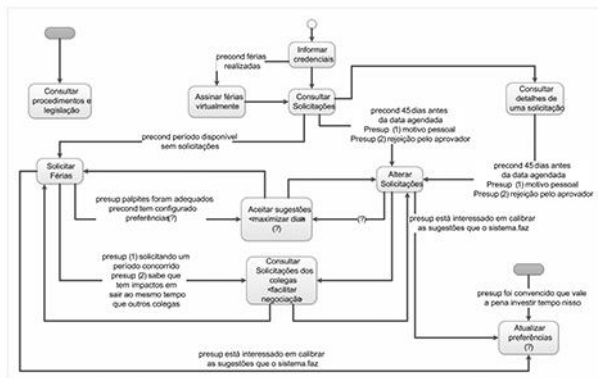 Informar
credenciais
precond férias
realizadas
Consultar
procedimentos e
legislação
Assinar férias
virtualmente
Consultar
Solicitações
Consultar
detalhes de
uma solicitação
precond 45 dias antes
da data agendada
Presup (1) motivo pessoal
Presup (2) rejeição pelo aprovador
precond período disponível
sem solicitações
Solicitar
Férias
Alterar
Solicitações
precond 45 dias antes
da data agendada
Presup (1) motivo pessoal
Presup (2) rejeição pelo aprovador
presup palpites foram adequados
precond tem configurado
preferências(?)
Aceitar sugestões
<maximizar dias
(?)
(?)
presup está interessado em calibrar
as sugestões que o sistema.faz
presup (1) solicitando um
período concorrido
presup (2) sabe que
tem impactos em
sair ao mesmo tempo
que outros colegas
Consultar
Solicitações dos
colegas
<facilitar
negociação
presup foi convencido que vale
a pena investir tempo nisso
Atualizar
preferências
(?)
presup está interessado em calibrar
as sugestões que o sistema.faz